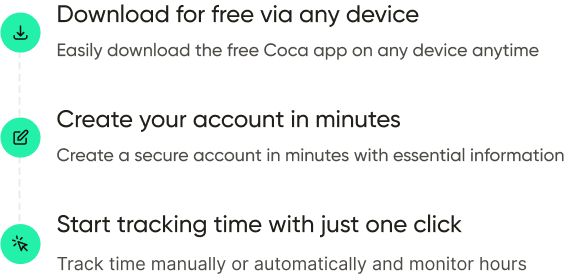 Download for free via any device
Easily download the free Coca app on any device anytime
Create your account in minutes
Create a secure account in minutes with essential information
Start tracking time with just one click
Track time manually or automatically and monitor hours